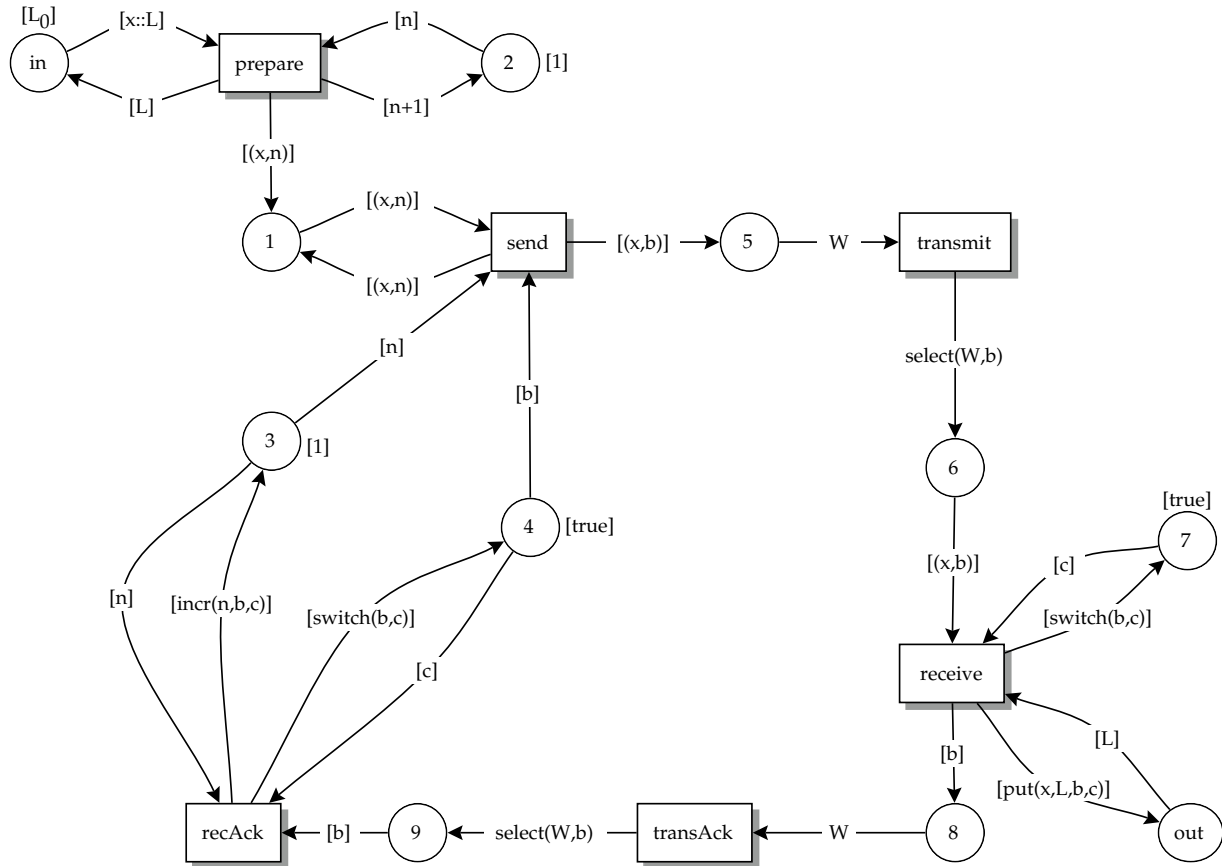 [L0] [x::L] [n]
in prepare 2 [1]
[L] [n+1]
[(x,n)]
[(x,n)]
1 send [(x,b)] 5 W transmit
[(x,n)]
[n] select(W,b)
[b]
3 [1]
6
[true]
4 [true] 7
[c]
[(x,b)]
[n] [incr(n,b,c)] [switch(b,c)] [switch(b,c)]
[c] receive
[L]
[b]
[put(x,L,b,c)]
recAck [b] 9 select(W,b) transAck W 8 out